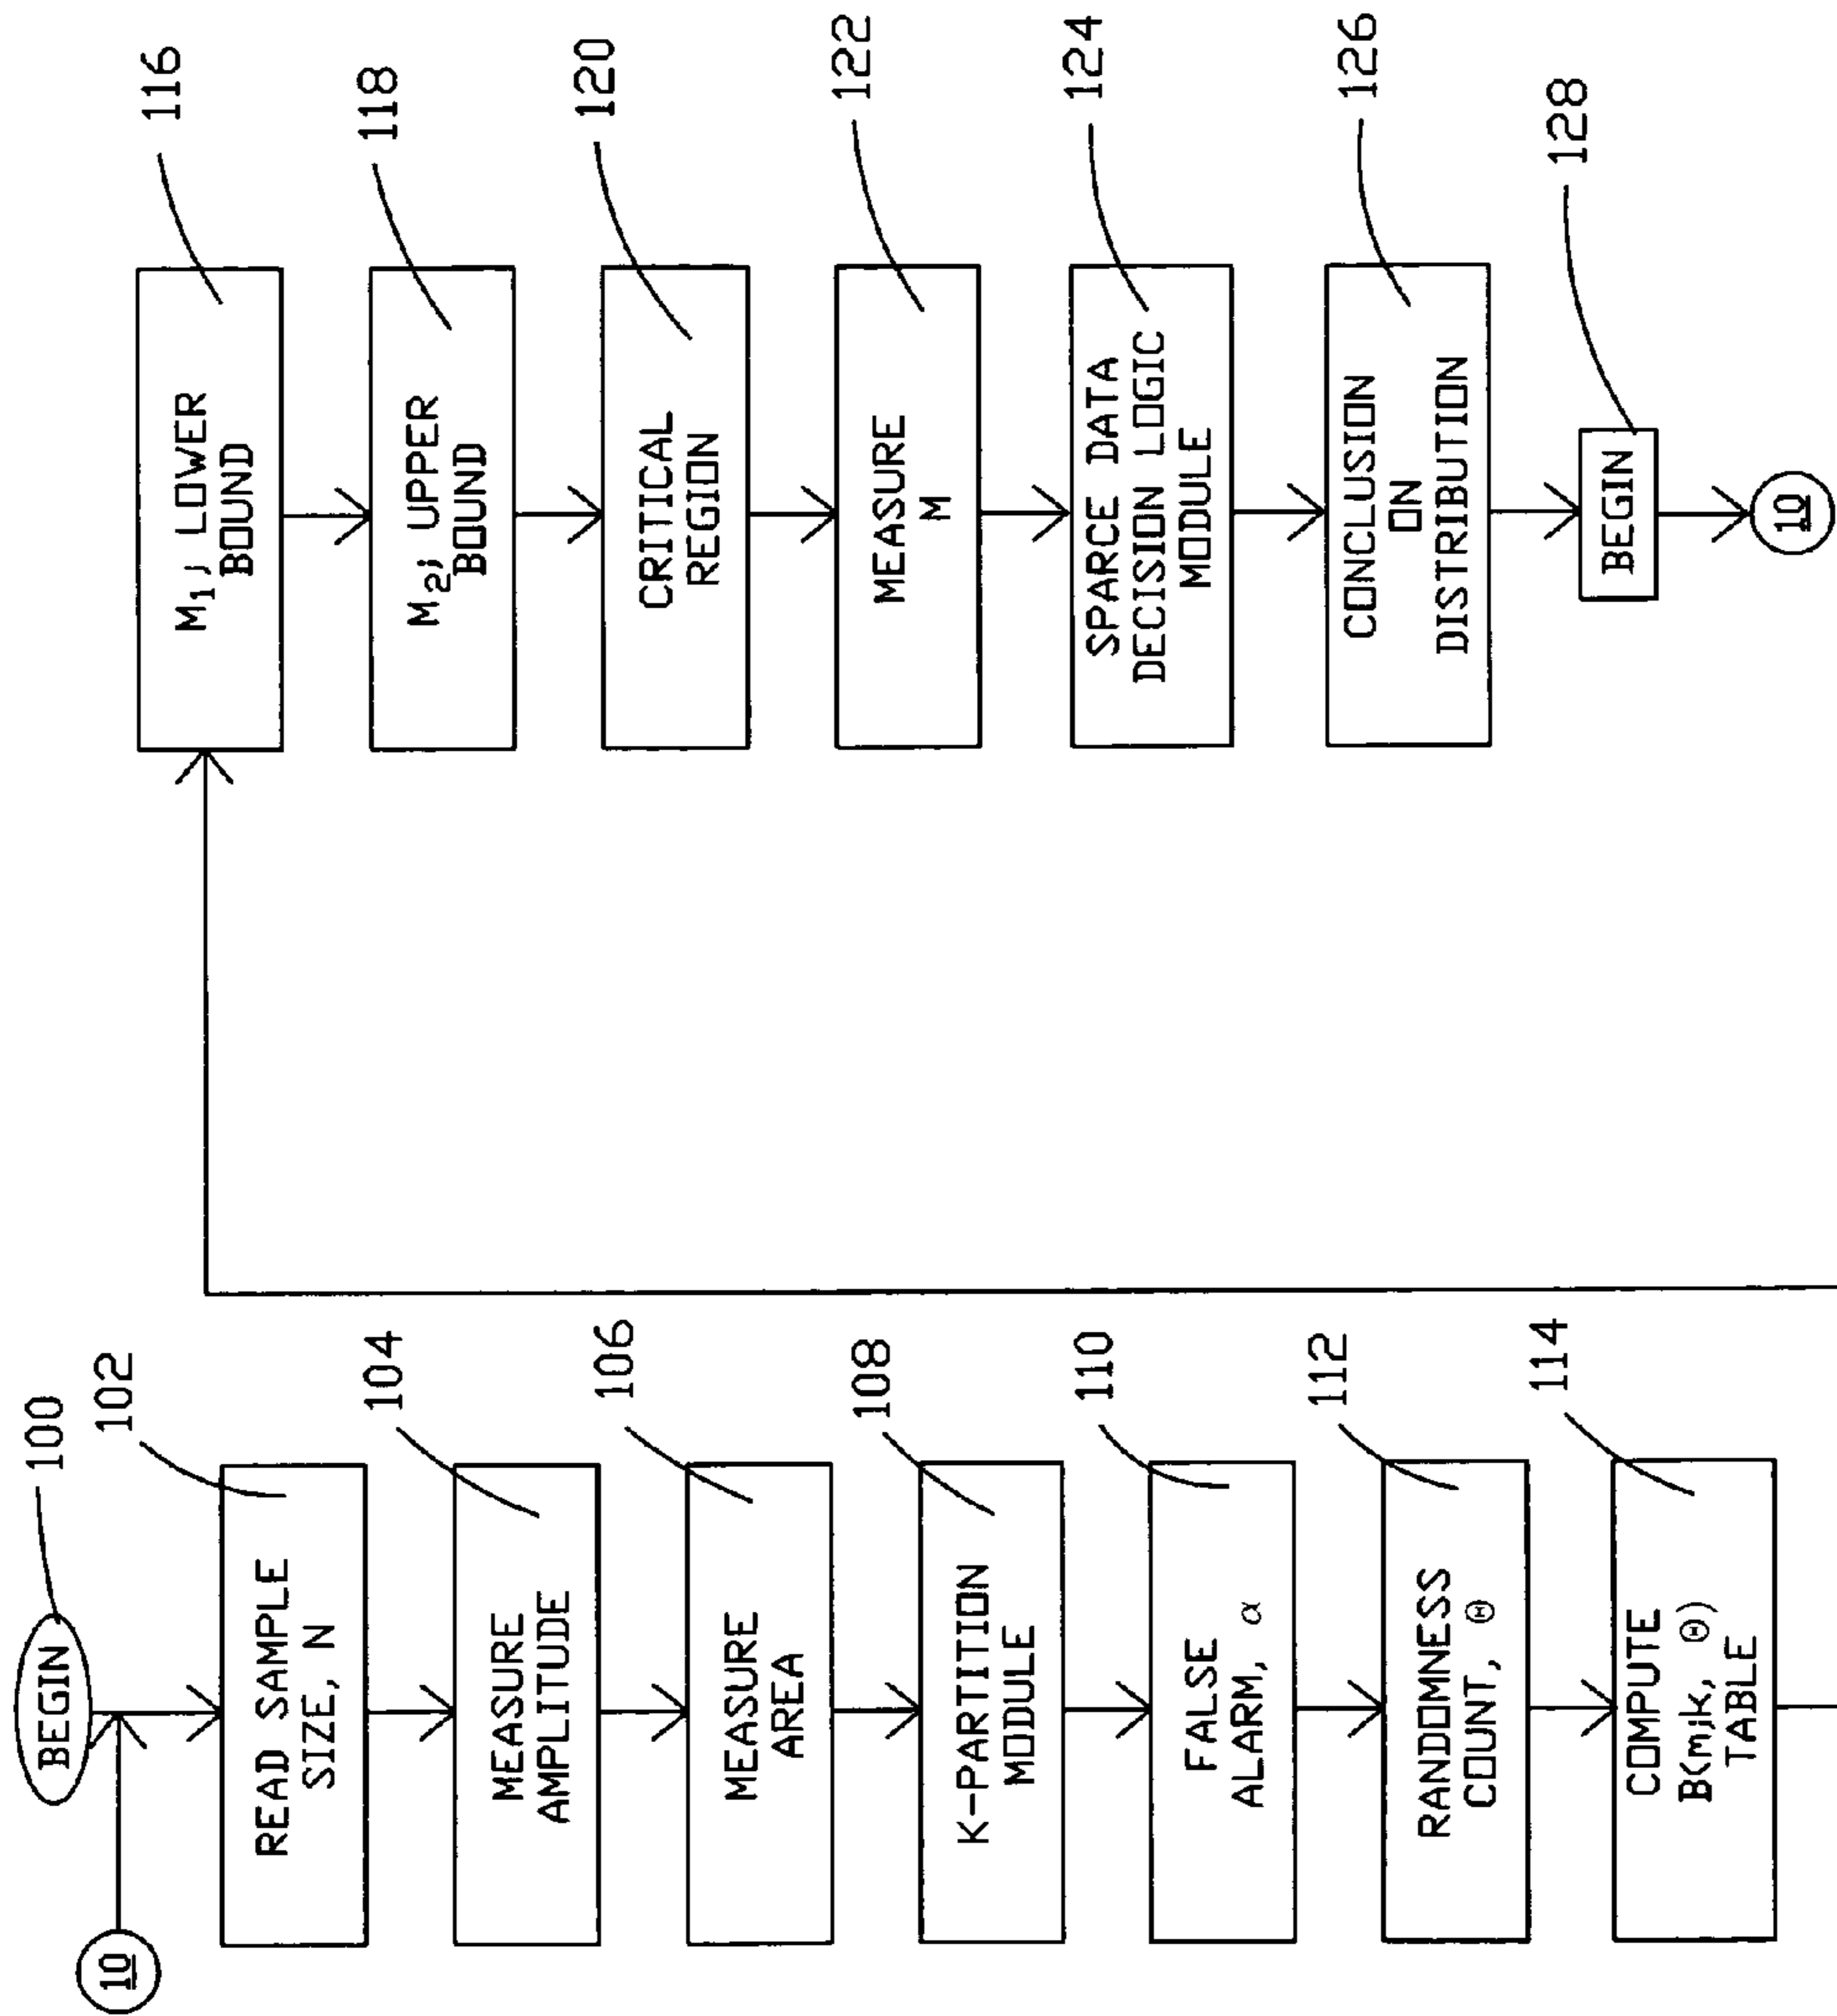 BEGIN
100
10
READ SAMPLE
SIZE, N
102
MEASURE
AMPLITUDE
104
MEASURE
AREA
106
K-PARTITION
MODULE
108
FALSE
ALARM, α
110
RANDOMNESS
COUNT, Θ
112
COMPUTE
B(m;k, Θ)
TABLE
114
M1; LOWER
BOUND
116
M2; UPPER
BOUND
118
CRITICAL
REGION
120
MEASURE
M
122
SPARCE DATA
DECISION LOGIC
MODULE
124
CONCLUSION
ON
DISTRIBUTION
126
BEGIN
128
10